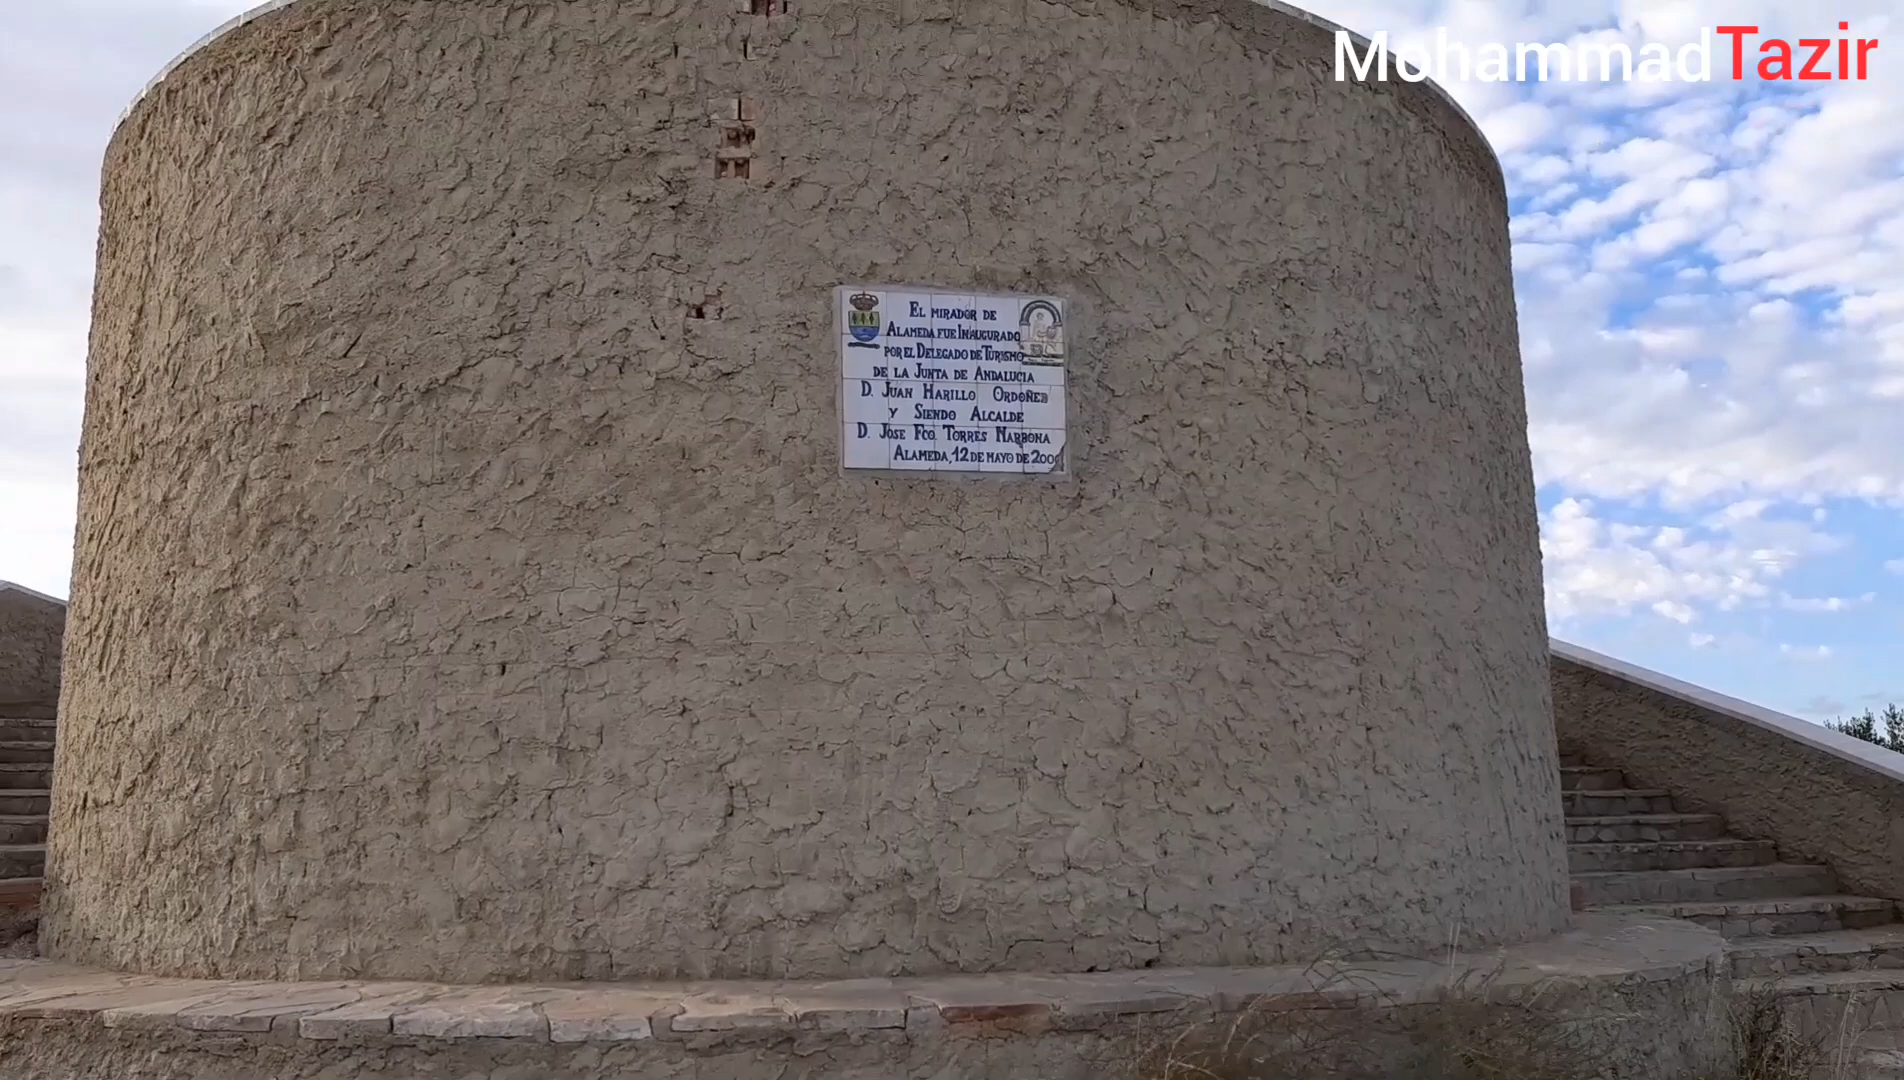 MohammadTazir
EL MIRADOR DE
ALAMEDA FUE INAUGURADO
POR EL DELEGADO DE TURISMO
DE LA JUNTA DE ANDALUCIA
D. JUAN HARILLO ORDOÑEZ
Y SIENDO ALCALDE
D. JOSE FCO. TORRES NARBONA
ALAMEDA, 12 DE MAYO DE